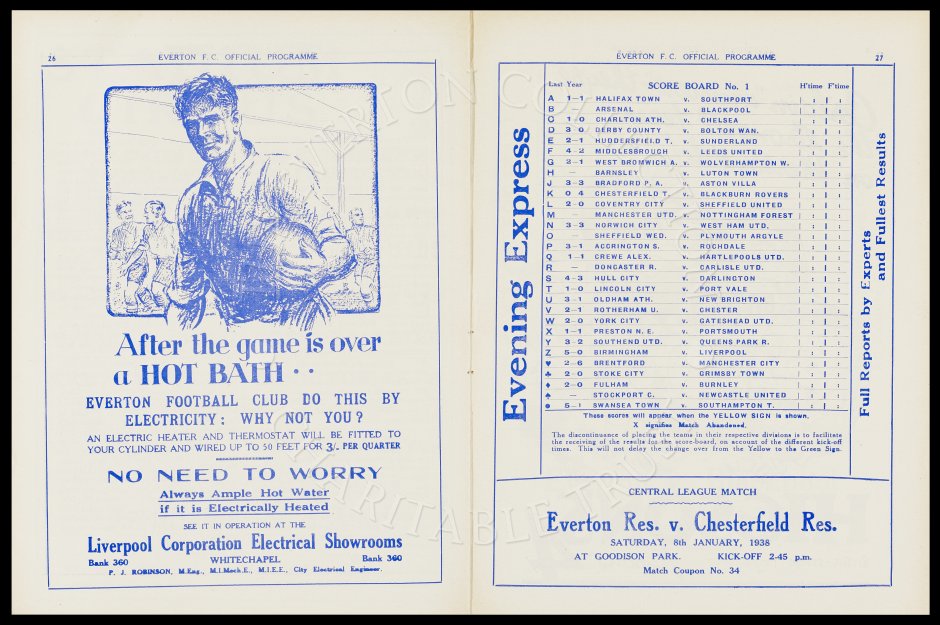 26
EVERTON F.C. OFFICIAL PROGRAMME
After the game is over
a HOT BATH · ·
EVERTON FOOTBALL CLUB DO THIS BY
ELECTRICITY: WHY NOT YOU?
AN ELECTRIC HEATER AND THERMOSTAT WILL BE FITTED TO
YOUR CYLINDER AND WIRED UP TO 50 FEET FOR 3/- PER QUARTER
NO NEED TO WORRY
Always Ample Hot Water
if it is Electrically Heated
SEE IT IN OPERATION AT THE
Liverpool Corporation Electrical Showrooms
Bank 360 WHITECHAPEL Bank 360
P. J. ROBINSON, M.Eng., M.I.Mech.E., M.I.E.E., City Electrical Engineer.
EVERTON F.C. OFFICIAL PROGRAMME
27
Evening Express
Last Year SCORE BOARD No. 1 H'time F'time
A 1-1 HALIFAX TOWN v. SOUTHPORT : :
B - ARSENAL v. BLACKPOOL : :
C 1-0 CHARLTON ATH. v. CHELSEA : :
D 3-0 DERBY COUNTY v. BOLTON WAN. : :
E 2-1 HUDDERSFIELD T. v. SUNDERLAND : :
F 4-2 MIDDLESBROUGH v. LEEDS UNITED : :
G 2-1 WEST BROMWICH A. v. WOLVERHAMPTON W. : :
H - BARNSLEY v. LUTON TOWN : :
J 3-3 BRADFORD P. A. v. ASTON VILLA : :
K 0-4 CHESTERFIELD T. v. BLACKBURN ROVERS : :
L 2-0 COVENTRY CITY v. SHEFFIELD UNITED : :
M - MANCHESTER UTD. v. NOTTINGHAM FOREST : :
N 3-3 NORWICH CITY v. WEST HAM UTD. : :
O - SHEFFIELD WED. v. PLYMOUTH ARGYLE : :
P 3-1 ACCRINGTON S. v. ROCHDALE : :
Q 1-1 CREWE ALEX. v. HARTLEPOOLS UTD. : :
R - DONCASTER R. v. CARLISLE UTD. : :
S 4-3 HULL CITY v. DARLINGTON : :
T 1-0 LINCOLN CITY v. PORT VALE : :
U 3-1 OLDHAM ATH. v. NEW BRIGHTON : :
V 2-1 ROTHERHAM U. v. CHESTER : :
W 2-0 YORK CITY v. GATESHEAD UTD. : :
X 1-1 PRESTON N. E. v. PORTSMOUTH : :
Y 3-2 SOUTHEND UTD. v. QUEENS PARK R. : :
Z 5-0 BIRMINGHAM v. LIVERPOOL : :
♥ 2-6 BRENTFORD v. MANCHESTER CITY : :
♣ 2-0 STOKE CITY v. GRIMSBY TOWN : :
♦ 2-0 FULHAM v. BURNLEY : :
♠ - STOCKPORT C. v. NEWCASTLE UNITED : :
● 5-1 SWANSEA TOWN v. SOUTHAMPTON T. : :
These scores will appear when the YELLOW SIGN is shown.
X signifies Match Abandoned.
The discontinuance of placing the teams in their respective divisions is to facilitate
the receiving of the results for the score-board, on account of the different kick-off
times. This will not delay the change over from the Yellow to the Green Sign.
Full Reports by Experts
and Fullest Results
CENTRAL LEAGUE MATCH
Everton Res. v. Chesterfield Res.
SATURDAY, 8th JANUARY, 1938
AT GOODISON PARK. KICK-OFF 2-45 p.m.
Match Coupon No. 34